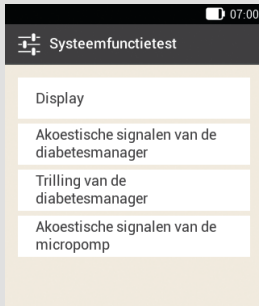 07:00
Systeemfunctietest
Display
Akoestische signalen van de
diabetesmanager
Trilling van de
diabetesmanager
Akoestische signalen van de
micropomp